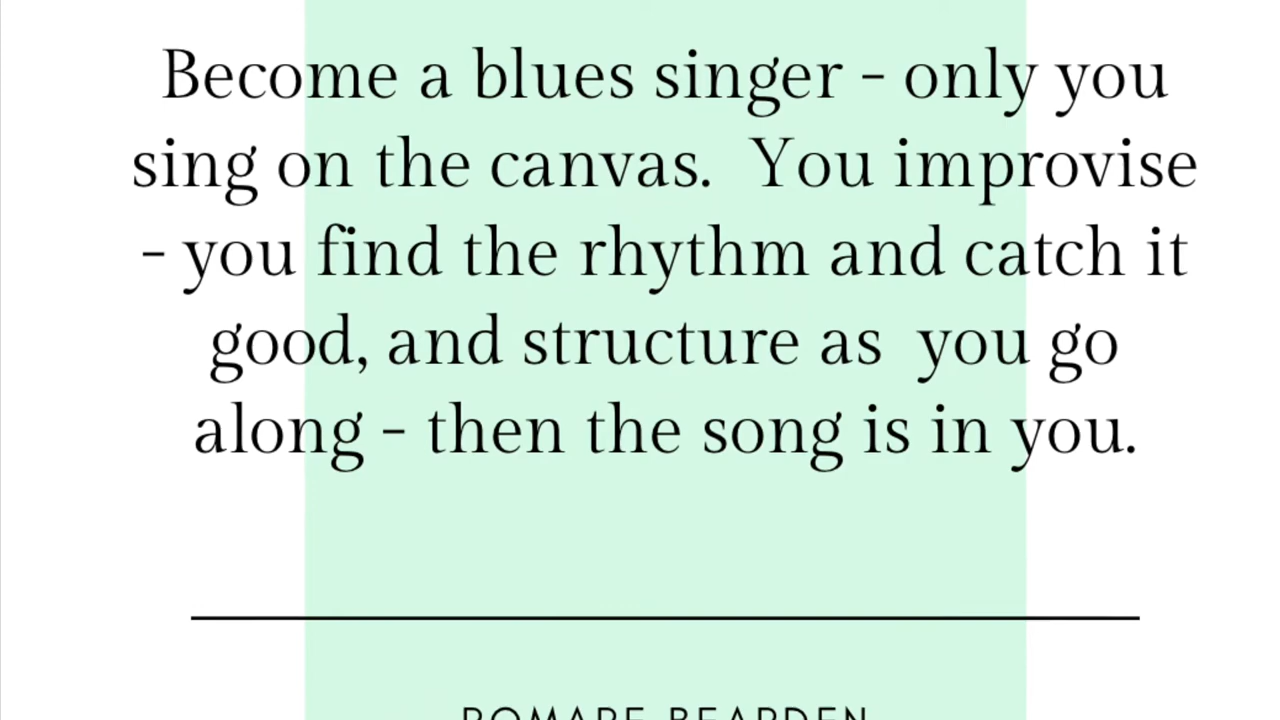 Become a blues singer - only you
sing on the canvas.  You improvise
- you find the rhythm and catch it
good, and structure as  you go
along - then the song is in you.
ROMARE BEARDEN